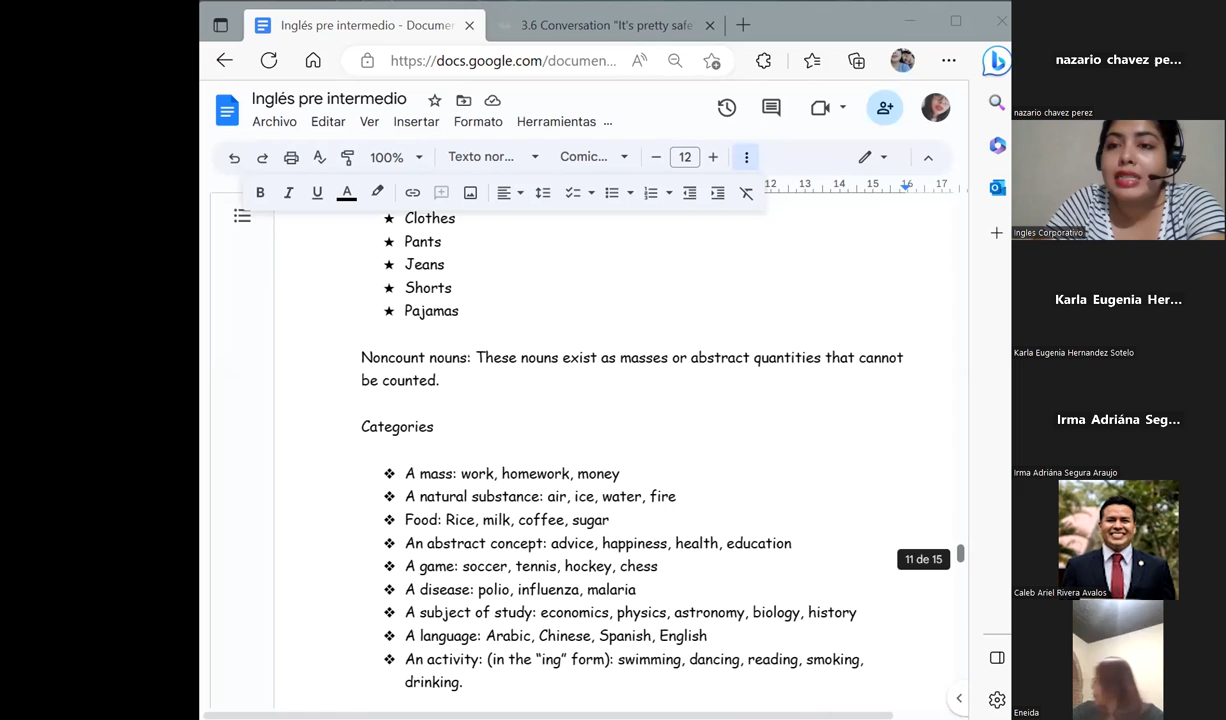 Inglés pre intermedio - Documen
3.6 Conversation "It's pretty safe
https://docs.google.com/documen...
Inglés pre intermedio
Archivo Editar Ver Insertar Formato Herramientas ...
100% Texto nor... Comic... 12
12 13 14 15 16 17
Clothes
Pants
Jeans
Shorts
Pajamas
Noncount nouns: These nouns exist as masses or abstract quantities that cannot
be counted.
Categories
A mass: work, homework, money
A natural substance: air, ice, water, fire
Food: Rice, milk, coffee, sugar
An abstract concept: advice, happiness, health, education
A game: soccer, tennis, hockey, chess
A disease: polio, influenza, malaria
A subject of study: economics, physics, astronomy, biology, history
A language: Arabic, Chinese, Spanish, English
An activity: (in the “ing” form): swimming, dancing, reading, smoking,
drinking.
11 de 15
nazario chavez pe...
nazario chavez perez
Ingles Corporativo
Karla Eugenia Her...
Karla Eugenia Hernandez Sotelo
Irma Adriána Seg...
Irma Adriána Segura Araujo
Caleb Ariel Rivera Avalos
Eneida